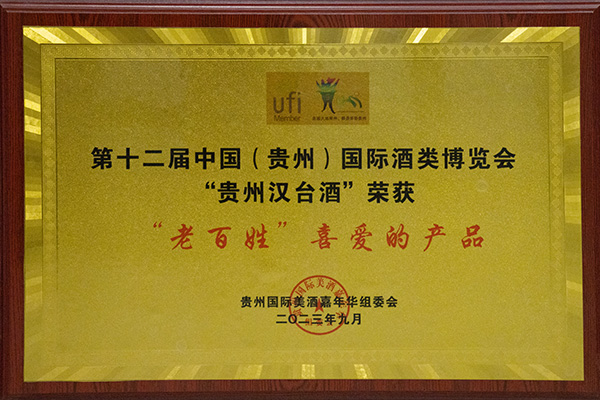 ufi
Member
第十二届中国（贵州）国际酒类博览会
“贵州汉台酒”荣获
“老百姓”喜爱的产品
贵州国际美酒嘉年华组委会
二〇二三年九月